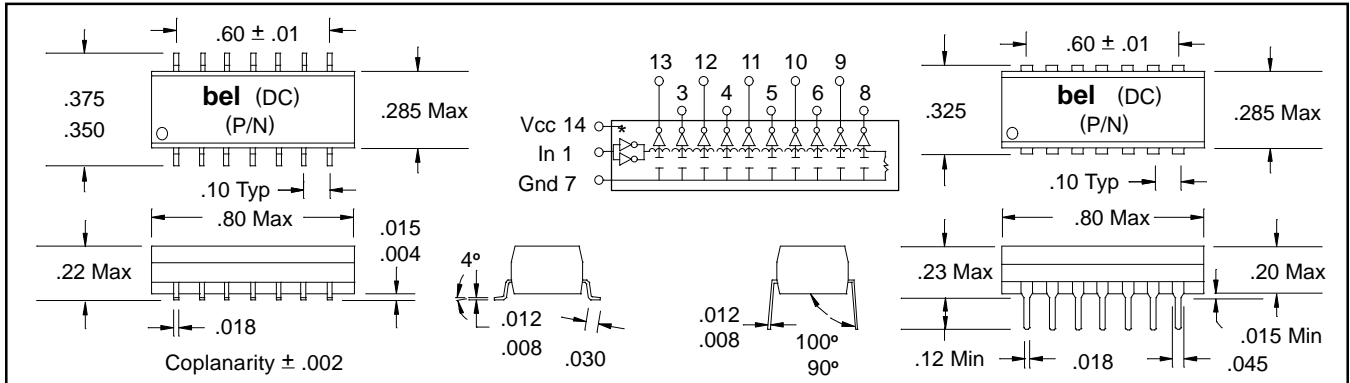 .60 ± .01
.375
.350
bel (DC)
(P/N)
.285 Max
.10 Typ
.80 Max
.22 Max
.015
.004
.018
Coplanarity ± .002
13 12 11 10 9
3 4 5 6 8
Vcc 14
*
In 1
Gnd 7
4º
.012
.008
.030
.012
.008
100º
90º
.60 ± .01
.325
bel (DC)
(P/N)
.285 Max
.10 Typ
.80 Max
.23 Max
.20 Max
.015 Min
.12 Min
.018
.045